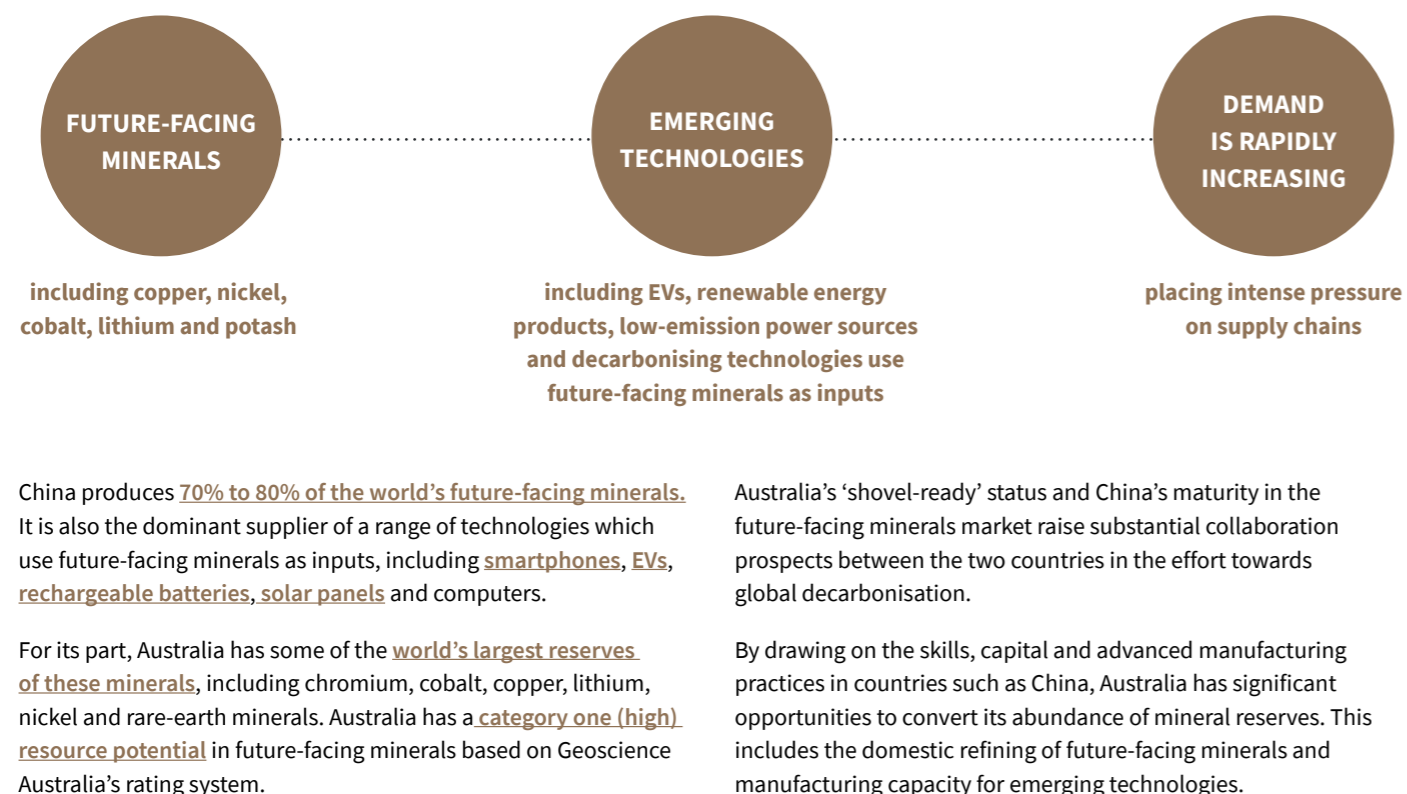 FUTURE-FACING
MINERALS
including copper, nickel,
cobalt, lithium and potash
EMERGING
TECHNOLOGIES
including EVs, renewable energy
products, low-emission power sources
and decarbonising technologies use
future-facing minerals as inputs
DEMAND
IS RAPIDLY
INCREASING
placing intense pressure
on supply chains
China produces 70% to 80% of the world’s future-facing minerals.
It is also the dominant supplier of a range of technologies which
use future-facing minerals as inputs, including smartphones, EVs,
rechargeable batteries, solar panels and computers.
For its part, Australia has some of the world’s largest reserves
of these minerals, including chromium, cobalt, copper, lithium,
nickel and rare-earth minerals. Australia has a category one (high)
resource potential in future-facing minerals based on Geoscience
Australia’s rating system.
Australia’s ‘shovel-ready’ status and China’s maturity in the
future-facing minerals market raise substantial collaboration
prospects between the two countries in the effort towards
global decarbonisation.
By drawing on the skills, capital and advanced manufacturing
practices in countries such as China, Australia has significant
opportunities to convert its abundance of mineral reserves. This
includes the domestic refining of future-facing minerals and
manufacturing capacity for emerging technologies.